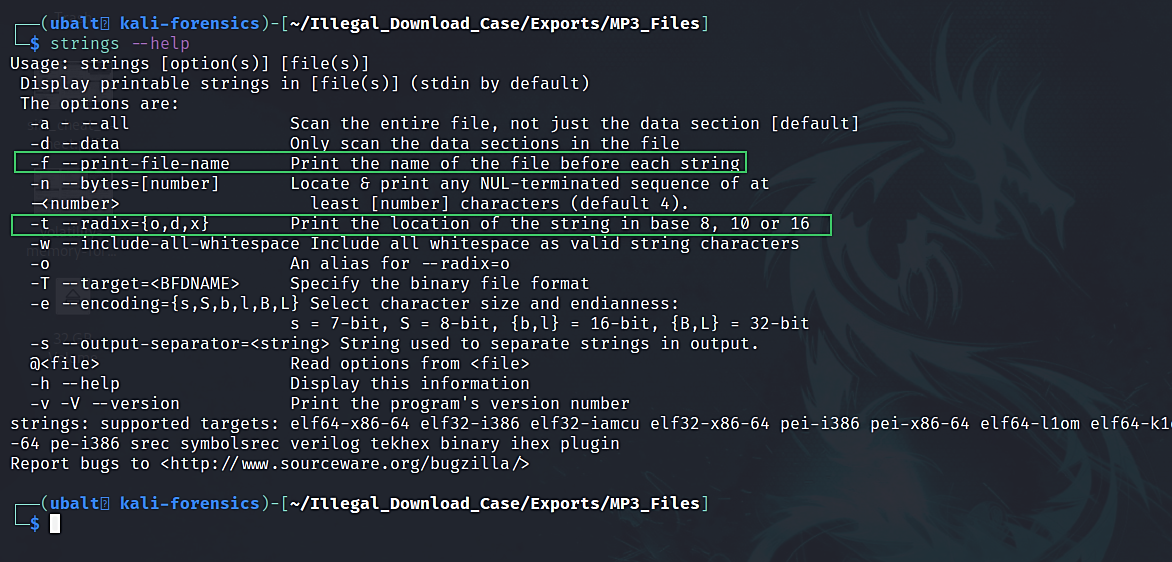 ┌──(ubalt㉿kali-forensics)-[~/Illegal_Download_Case/Exports/MP3_Files]
└─$ strings --help
Usage: strings [option(s)] [file(s)]
 Display printable strings in [file(s)] (stdin by default)
 The options are:
  -a - --all                Scan the entire file, not just the data section [default]
  -d --data                 Only scan the data sections in the file
  -f --print-file-name      Print the name of the file before each string
  -n --bytes=[number]       Locate & print any NUL-terminated sequence of at
  -<number>                   least [number] characters (default 4).
  -t --radix={o,d,x}        Print the location of the string in base 8, 10 or 16
  -w --include-all-whitespace Include all whitespace as valid string characters
  -o                        An alias for --radix=o
  -T --target=<BFDNAME>     Specify the binary file format
  -e --encoding={s,S,b,l,B,L} Select character size and endianness:
                            s = 7-bit, S = 8-bit, {b,l} = 16-bit, {B,L} = 32-bit
  -s --output-separator=<string> String used to separate strings in output.
  @<file>                   Read options from <file>
  -h --help                 Display this information
  -v -V --version           Print the program's version number
strings: supported targets: elf64-x86-64 elf32-i386 elf32-iamcu elf32-x86-64 pei-i386 pei-x86-64 elf64-l1om elf64-k1o
-64 pe-i386 srec symbolsrec verilog tekhex binary ihex plugin
Report bugs to <http://www.sourceware.org/bugzilla/>
┌──(ubalt㉿kali-forensics)-[~/Illegal_Download_Case/Exports/MP3_Files]
└─$